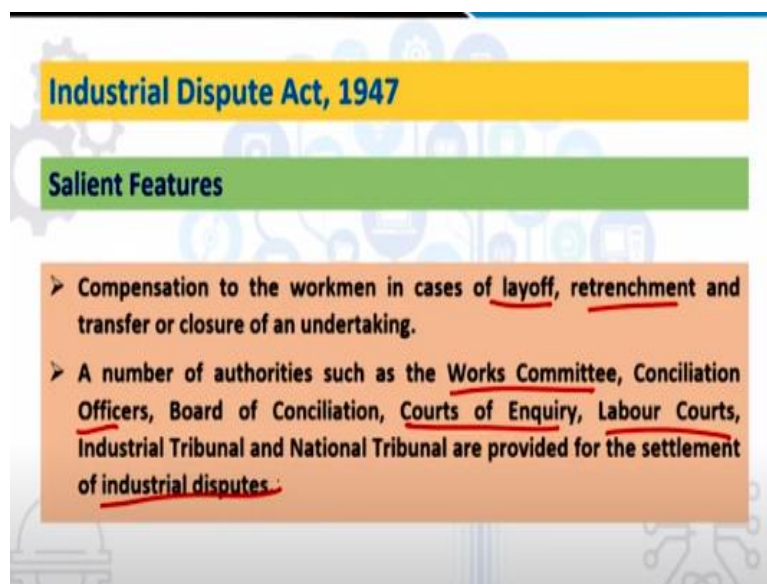 Industrial Dispute Act, 1947
Salient Features
➢ Compensation to the workmen in cases of layoff, retrenchment and
transfer or closure of an undertaking.
➢ A number of authorities such as the Works Committee, Conciliation
Officers, Board of Conciliation, Courts of Enquiry, Labour Courts,
Industrial Tribunal and National Tribunal are provided for the settlement
of industrial disputes.